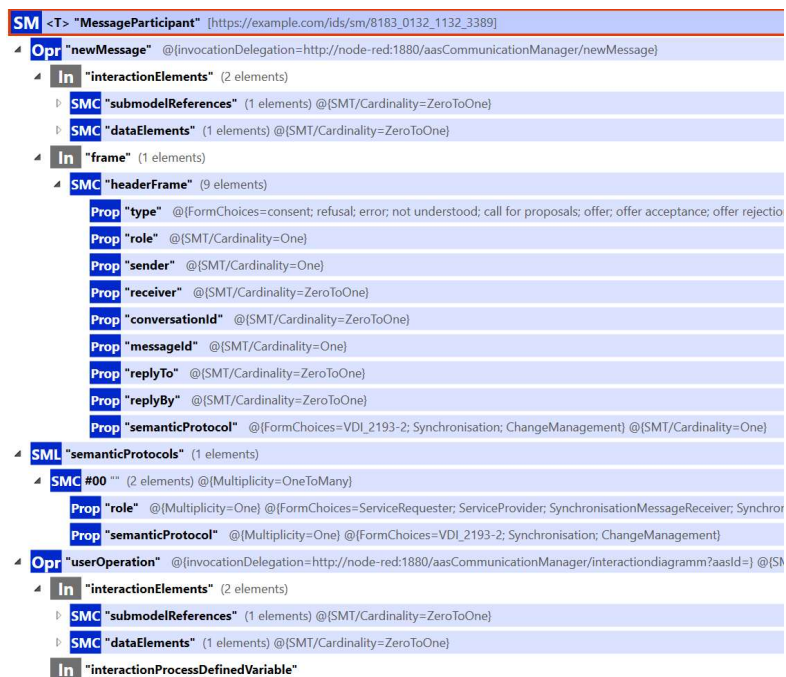 SM <T> "MessageParticipant" [https://example.com/ids/sm/8183_0132_1132_3389]
Opr "newMessage" @{invocationDelegation=http://node-red:1880/aasCommunicationManager/newMessage}
In "interactionElements" (2 elements)
SMC "submodelReferences" (1 elements) @{SMT/Cardinality=ZeroToOne}
SMC "dataElements" (1 elements) @{SMT/Cardinality=ZeroToOne}
In "frame" (1 elements)
SMC "headerFrame" (9 elements)
Prop "type" @{FormChoices=consent; refusal; error; not understood; call for proposals; offer; offer acceptance; offer rejectio
Prop "role" @{SMT/Cardinality=One}
Prop "sender" @{SMT/Cardinality=One}
Prop "receiver" @{SMT/Cardinality=ZeroToOne}
Prop "conversationId" @{SMT/Cardinality=ZeroToOne}
Prop "messageId" @{SMT/Cardinality=One}
Prop "replyTo" @{SMT/Cardinality=ZeroToOne}
Prop "replyBy" @{SMT/Cardinality=ZeroToOne}
Prop "semanticProtocol" @{FormChoices=VDI_2193-2; Synchronisation; ChangeManagement} @{SMT/Cardinality=One}
SML "semanticProtocols" (1 elements)
SMC #00 "" (2 elements) @{Multiplicity=OneToMany}
Prop "role" @{Multiplicity=One} @{FormChoices=ServiceRequester; ServiceProvider; SynchronisationMessageReceiver; Synchron
Prop "semanticProtocol" @{Multiplicity=One} @{FormChoices=VDI_2193-2; Synchronisation; ChangeManagement}
Opr "userOperation" @{invocationDelegation=http://node-red:1880/aasCommunicationManager/interactiondiagramm?aasId=} @{SM
In "interactionElements" (2 elements)
SMC "submodelReferences" (1 elements) @{SMT/Cardinality=ZeroToOne}
SMC "dataElements" (1 elements) @{SMT/Cardinality=ZeroToOne}
In "interactionProcessDefinedVariable"